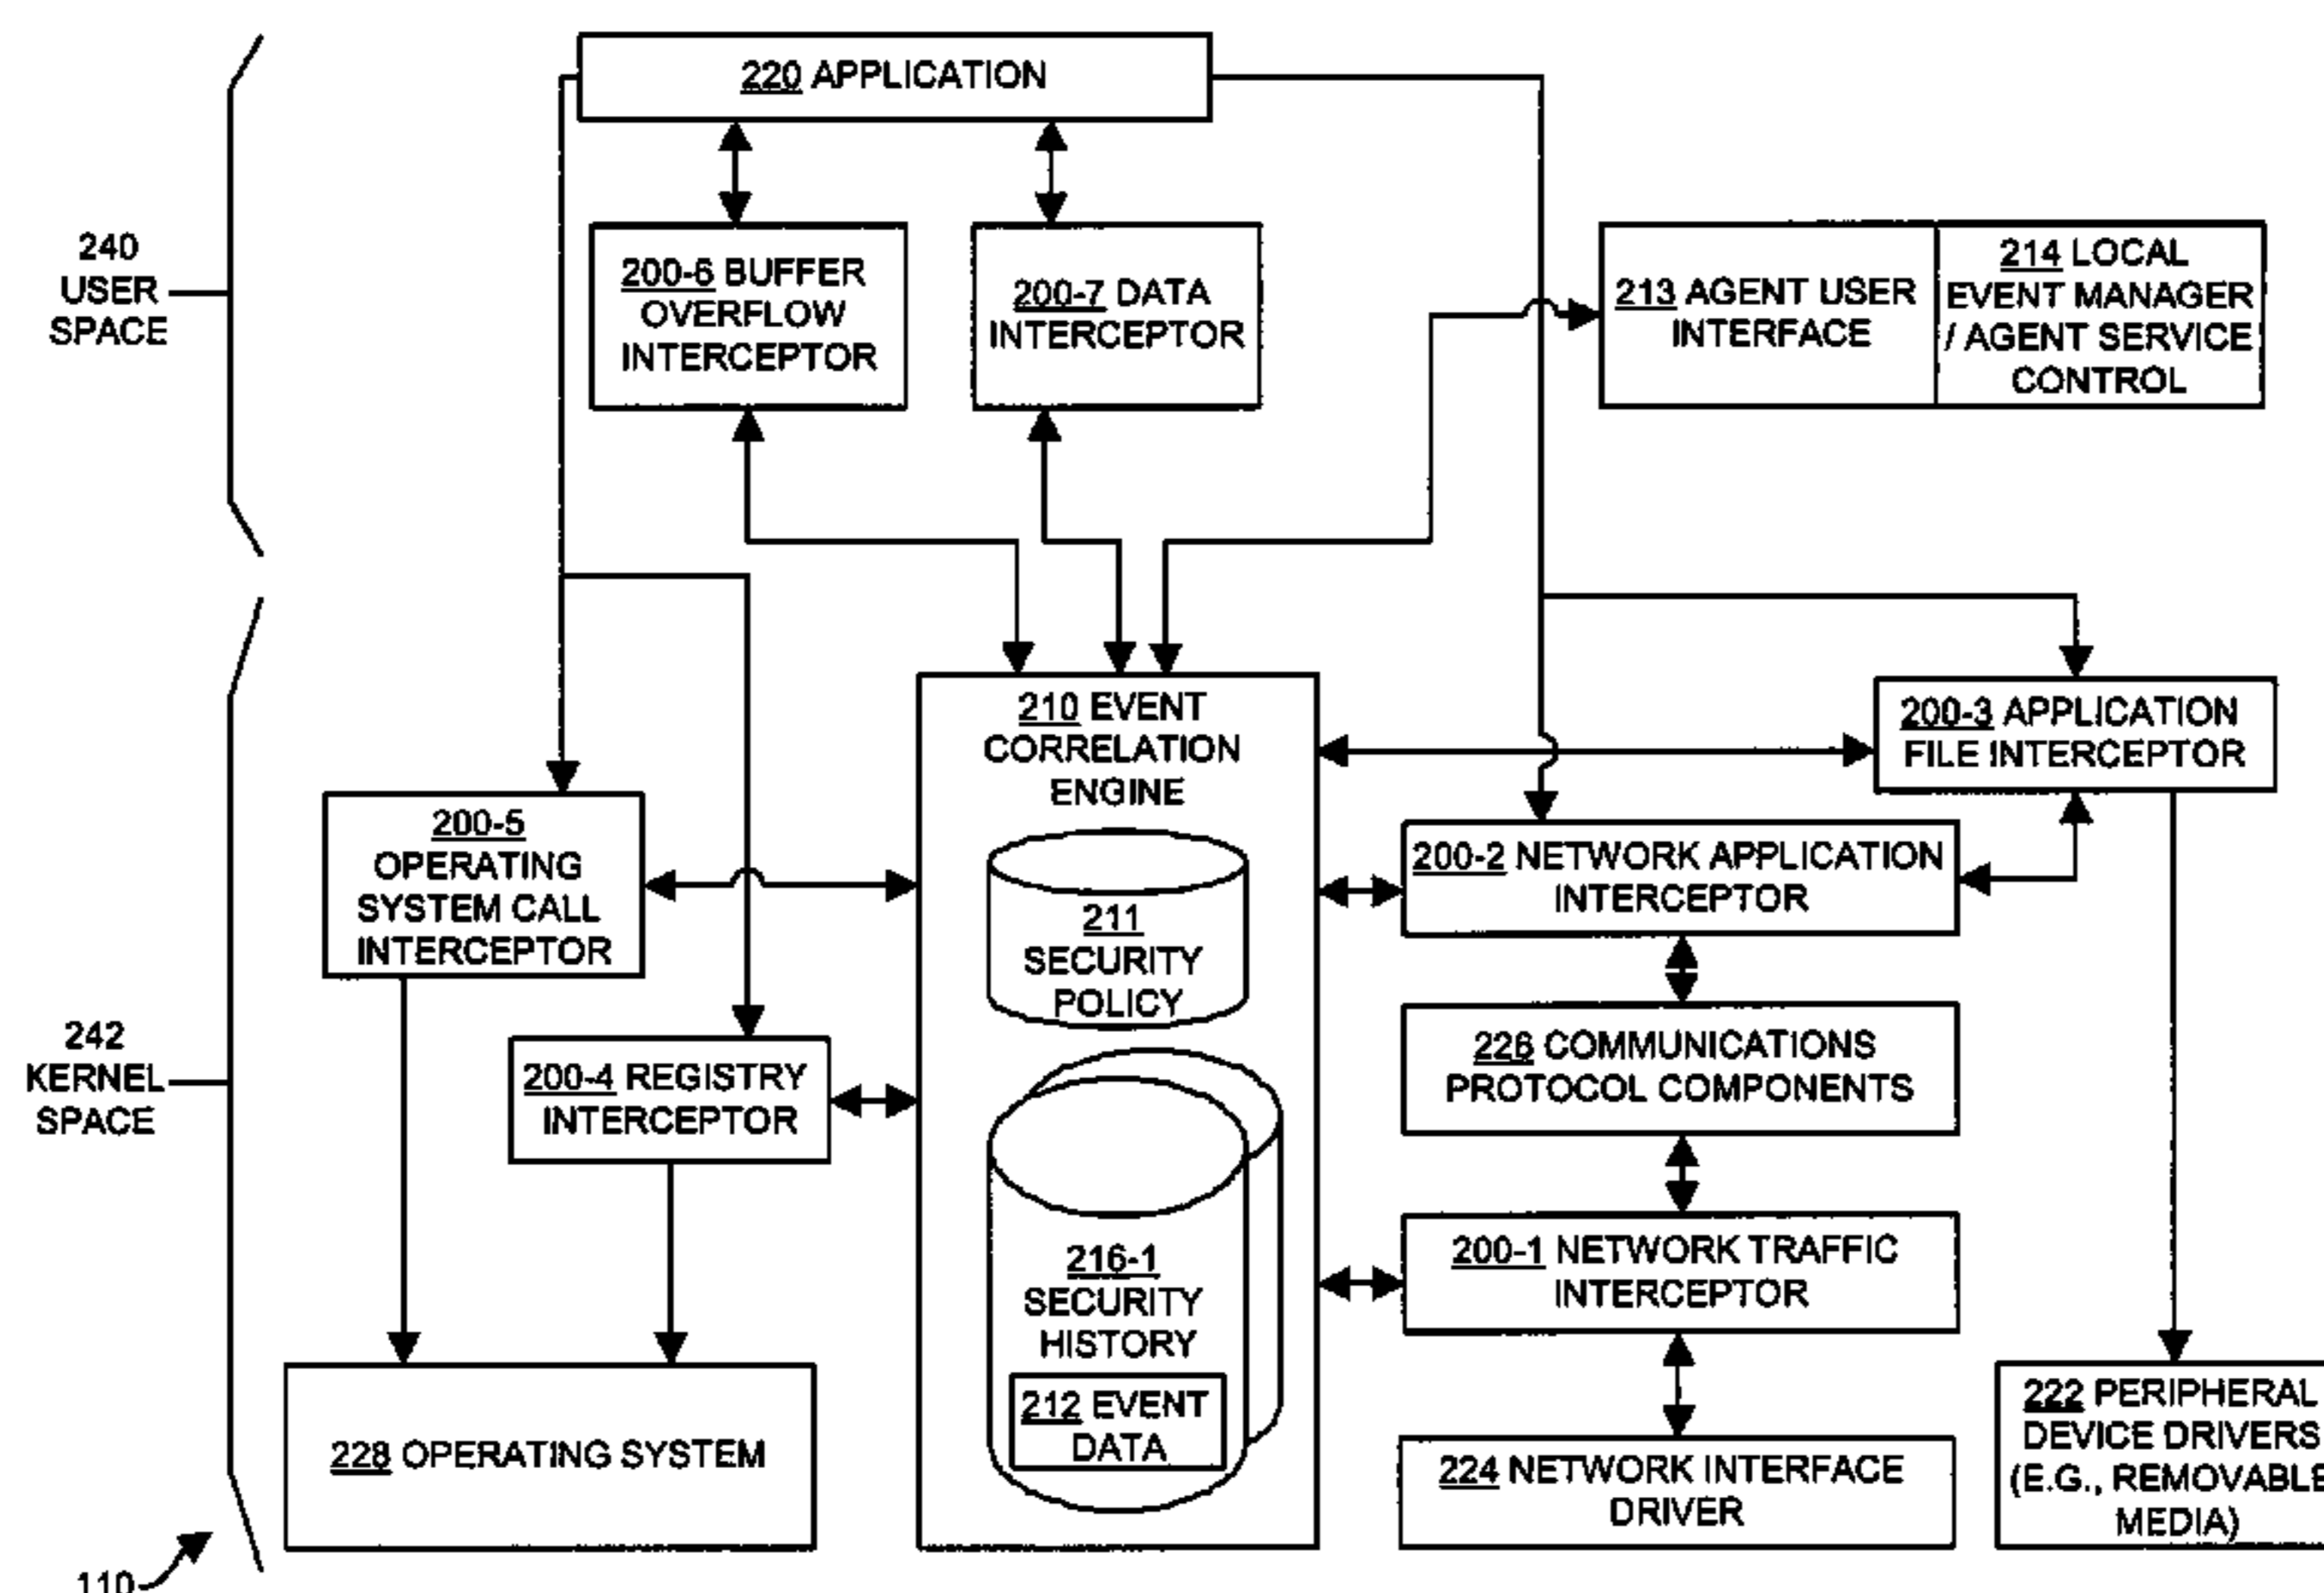 220 APPLICATION
240
USER
SPACE
200-6 BUFFER
OVERFLOW
INTERCEPTOR
200-7 DATA
INTERCEPTOR
213 AGENT USER
INTERFACE
214 LOCAL
EVENT MANAGER
/ AGENT SERVICE
CONTROL
210 EVENT
CORRELATION
ENGINE
200-3 APPLICATION
FILE INTERCEPTOR
200-5
OPERATING
SYSTEM CALL
INTERCEPTOR
211
SECURITY
POLICY
200-2 NETWORK APPLICATION
INTERCEPTOR
242
KERNEL
SPACE
200-4 REGISTRY
INTERCEPTOR
226 COMMUNICATIONS
PROTOCOL COMPONENTS
216-1
SECURITY
HISTORY
200-1 NETWORK TRAFFIC
INTERCEPTOR
212 EVENT
DATA
228 OPERATING SYSTEM
224 NETWORK INTERFACE
DRIVER
222 PERIPHERAL
DEVICE DRIVERS
(E.G., REMOVABLE
MEDIA)
110